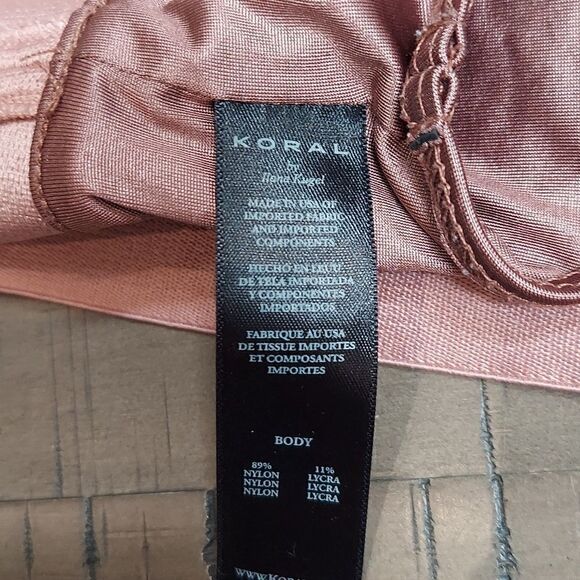 KORAL
by
Ilana Kugel
MADE IN USA OF
IMPORTED FABRIC
AND IMPORTED
COMPONENTS
HECHO EN EEUU
DE TELA IMPORTADA
Y COMPONENTES
IMPORTADOS
FABRIQUE AU USA
DE TISSUE IMPORTES
ET COMPOSANTS
IMPORTES
BODY
89% 11%
NYLON LYCRA
NYLON LYCRA
NYLON LYCRA